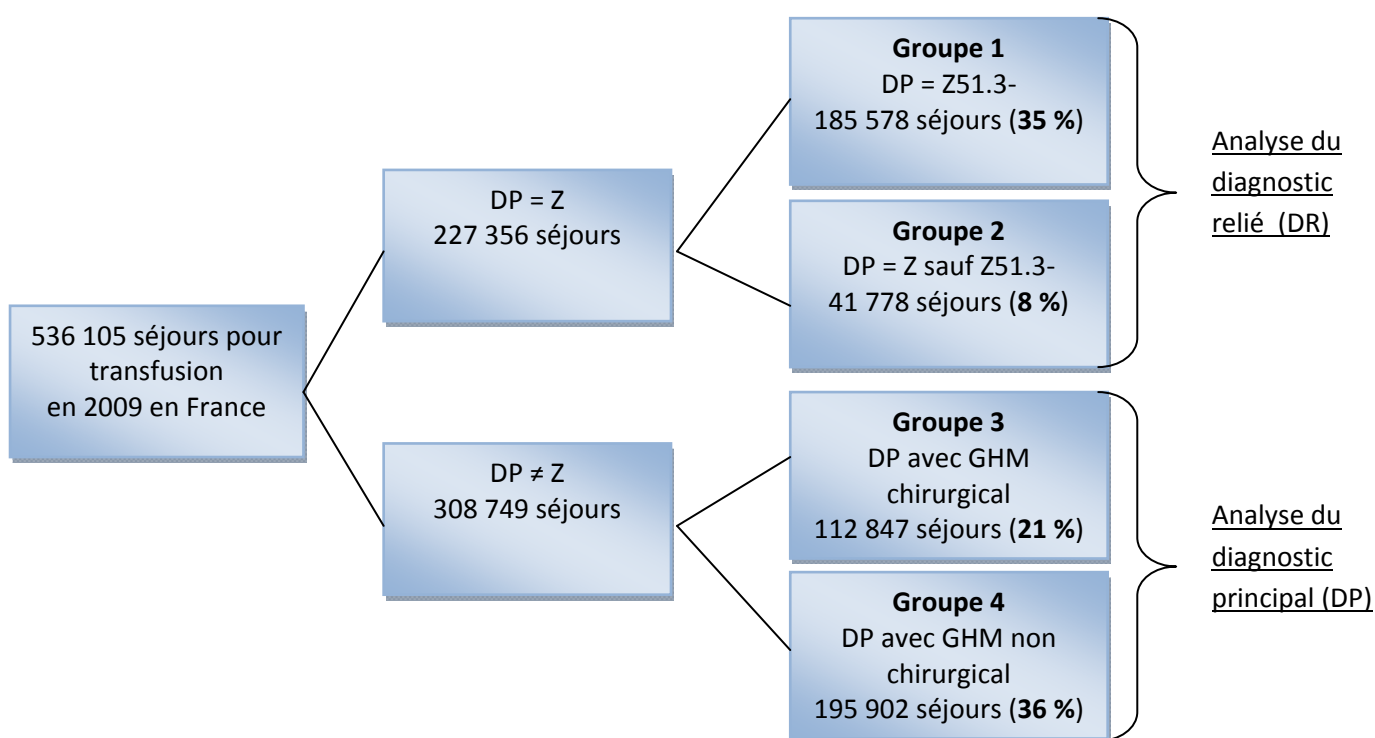 536 105 séjours pour
transfusion
en 2009 en France
DP = Z
227 356 séjours
DP ≠ Z
308 749 séjours
Groupe 1
DP = Z51.3-
185 578 séjours (35 %)
Groupe 2
DP = Z sauf Z51.3-
41 778 séjours (8 %)
Groupe 3
DP avec GHM
chirurgical
112 847 séjours (21 %)
Groupe 4
DP avec GHM non
chirurgical
195 902 séjours (36 %)
Analyse du
diagnostic
relié (DR)
Analyse du
diagnostic
principal (DP)